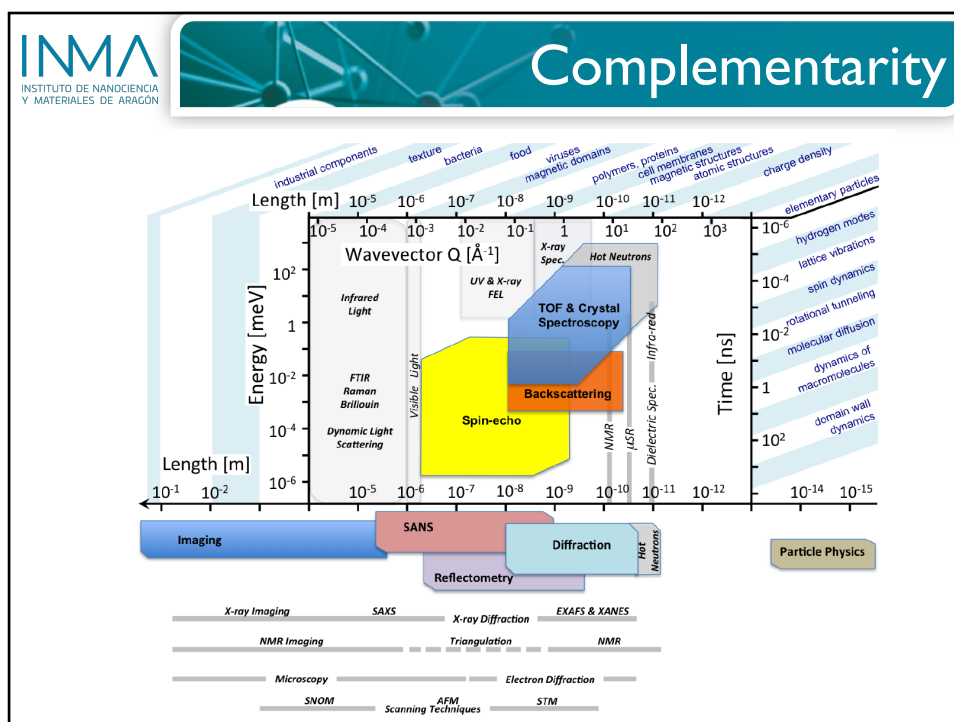 INMA
INSTITUTO DE NANOCIENCIA
Y MATERIALES DE ARAGÓN
Complementarity
industrial components
texture
bacteria
food
viruses
magnetic domains
polymers, proteins
cell membranes
magnetic structures
atomic structures
charge density
elementary particles
hydrogen modes
lattice vibrations
spin dynamics
rotational tunneling
molecular diffusion
dynamics of
macromolecules
domain wall
dynamics
Length [m] 10-5 10-6 10-7 10-8 10-9 10-10 10-11 10-12
10-5 10-4 10-3 10-2 10-1 1 101 102 103
Wavevector Q [Å-1]
Energy [meV]
102
1
10-2
10-4
10-6
Time [ns]
10-6
10-4
10-2
1
102
Infrared
Light
FTIR
Raman
Briliouin
Dynamic Light
Scattering
Visible Light
UV & X-ray
FEL
X-ray
Spec.
Hot Neutrons
TOF & Crystal
Spectroscopy
Backscattering
Spin-echo
NMR
μSR
Dielectric Spec.
Infra-red
Length [m]
10-1 10-2 10-5 10-6 10-7 10-8 10-9 10-10 10-11 10-12 10-14 10-15
Imaging
SANS
Reflectometry
Diffraction
Hot
Neutrons
Particle Physics
X-ray Imaging SAXS X-ray Diffraction EXAFS & XANES
NMR Imaging Triangulation NMR
Microscopy Electron Diffraction
SNOM AFM STM
Scanning Techniques